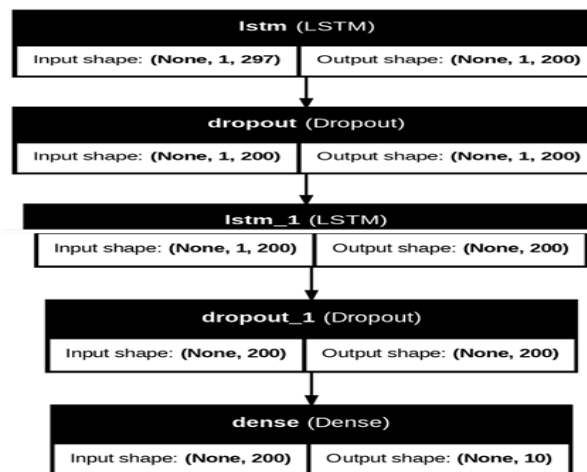 lstm (LSTM)
Input shape: (None, 1, 297) Output shape: (None, 1, 200)
dropout (Dropout)
Input shape: (None, 1, 200) Output shape: (None, 1, 200)
lstm_1 (LSTM)
Input shape: (None, 1, 200) Output shape: (None, 200)
dropout_1 (Dropout)
Input shape: (None, 200) Output shape: (None, 200)
dense (Dense)
Input shape: (None, 200) Output shape: (None, 10)